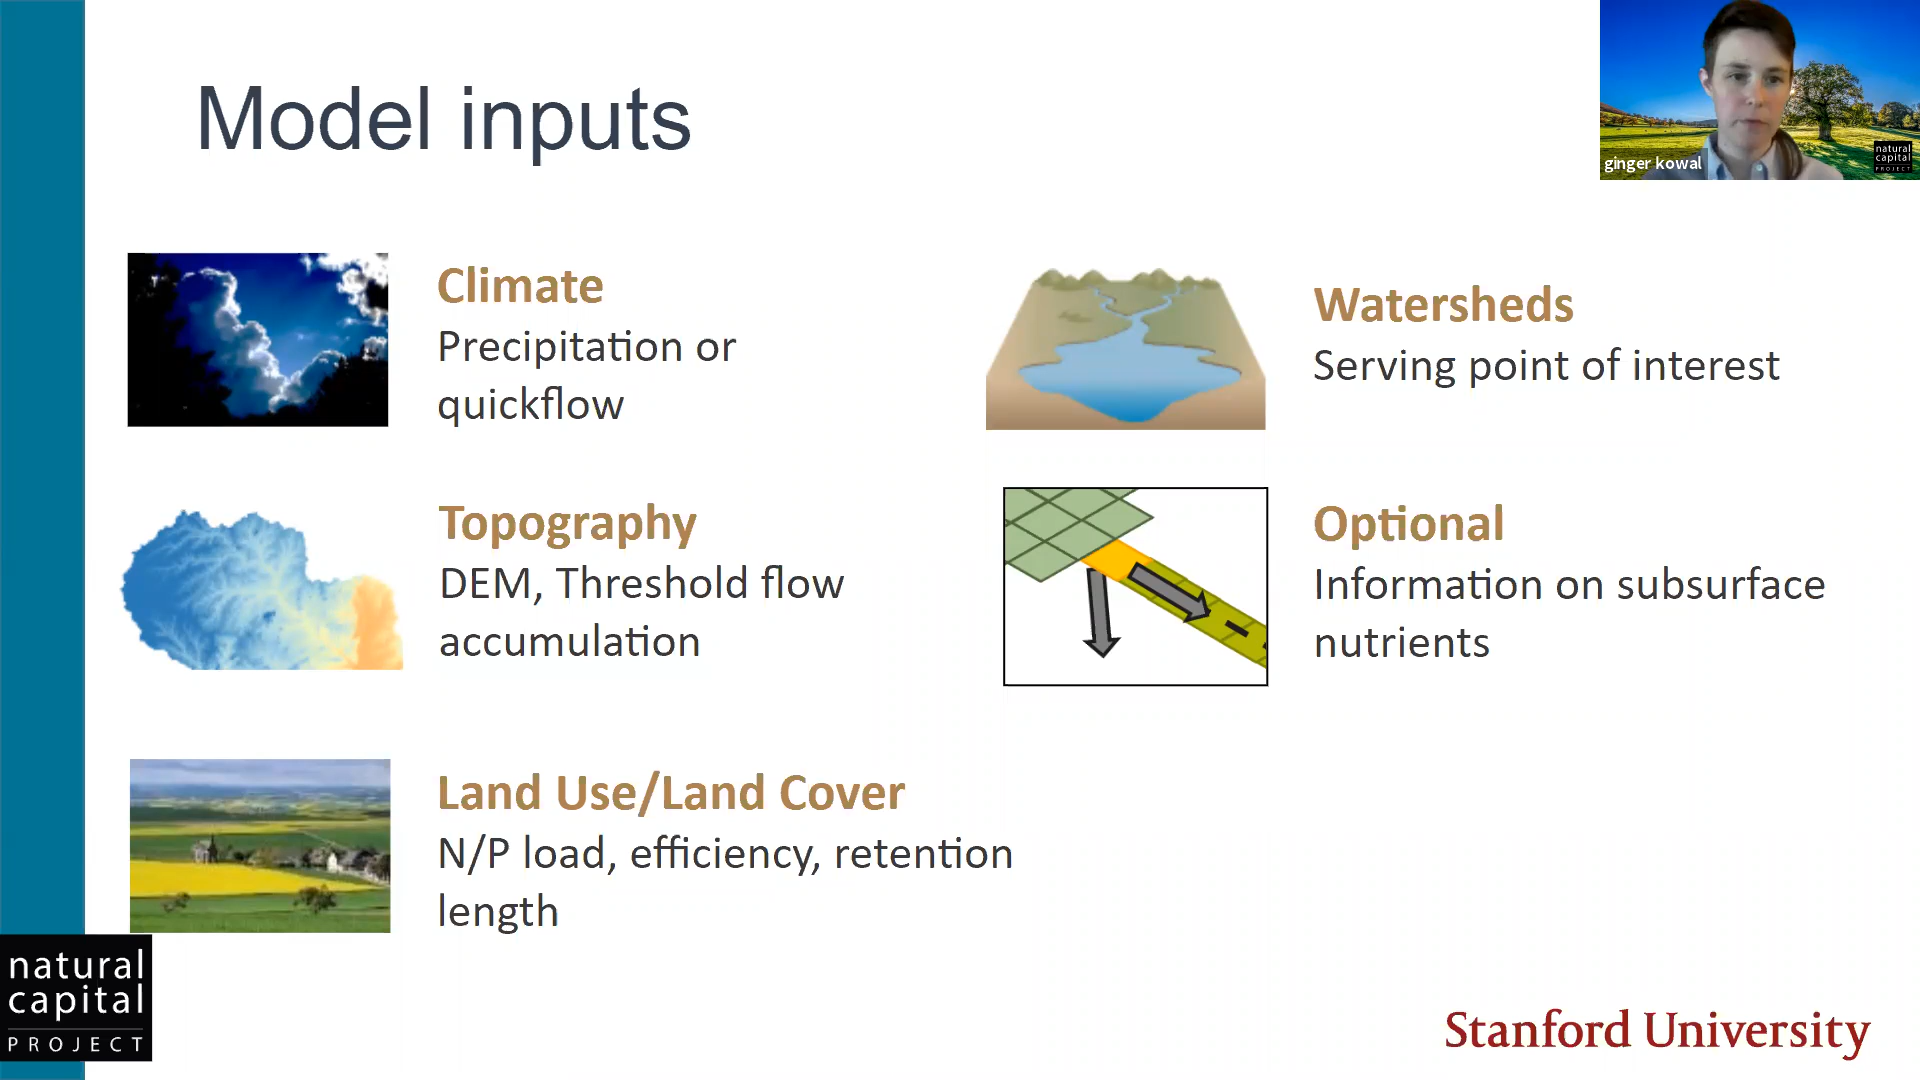 Model inputs
ginger kowal
natural
capital
PROJECT
Climate
Precipitation or
quickflow
Watersheds
Serving point of interest
Topography
DEM, Threshold flow
accumulation
Optional
Information on subsurface
nutrients
Land Use/Land Cover
N/P load, efficiency, retention
length
natural
capital
PROJECT
Stanford University